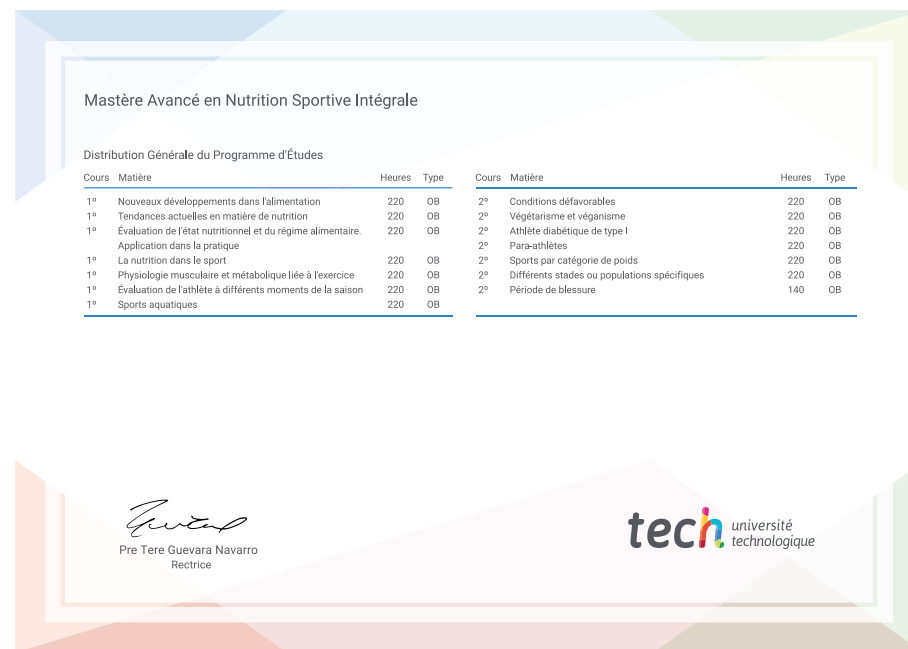 Mastère Avancé en Nutrition Sportive Intégrale
Distribution Générale du Programme d'Études
Cours Matière Heures Type
1º Nouveaux développements dans l'alimentation 220 OB
1º Tendances actuelles en matière de nutrition 220 OB
1º Évaluation de l'état nutritionnel et du régime alimentaire. 220 OB
Application dans la pratique
1º La nutrition dans le sport 220 OB
1º Physiologie musculaire et métabolique liée à l'exercice 220 OB
1º Évaluation de l'athlète à différents moments de la saison 220 OB
1º Sports aquatiques 220 OB
Cours Matière Heures Type
2º Conditions défavorables 220 OB
2º Végétarisme et véganisme 220 OB
2º Athlète diabétique de type I 220 OB
2º Para-athlètes 220 OB
2º Sports par catégorie de poids 220 OB
2º Différents stades ou populations spécifiques 220 OB
2º Période de blessure 140 OB
Pre Tere Guevara Navarro
Rectrice
tech université
technologique